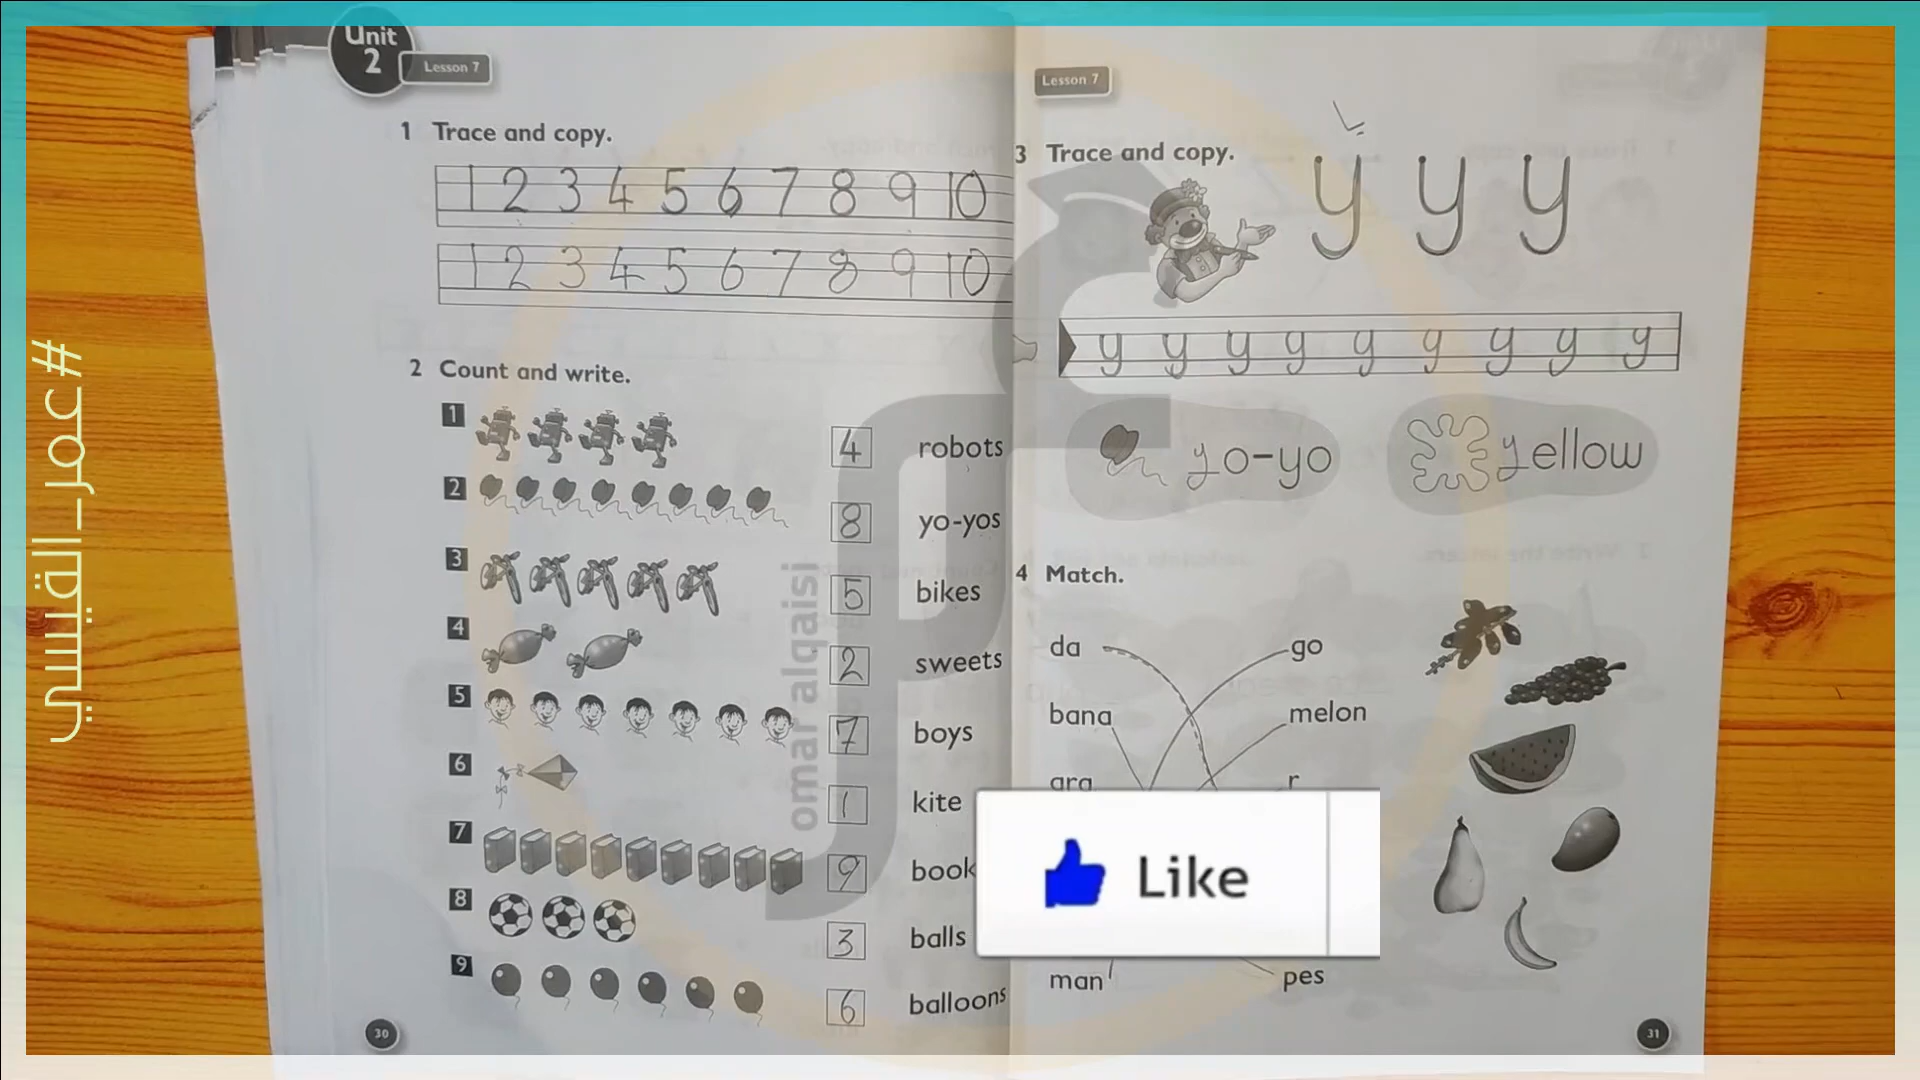 Unit
2
Lesson 7
1 Trace and copy.
1 2 3 4 5 6 7 8 9 10
1 2 3 4 5 6 7 8 9 10
2 Count and write.
1 4 robots
2 8 yo-yos
3 5 bikes
4 2 sweets
5 7 boys
6 1 kite
7 9 book
8 3 balls
9 6 balloons
30
Lesson 7
3 Trace and copy.
y y y
y y y y y y y y y
yo-yo yellow
4 Match.
da go
bana melon
gra r
man pes
31
Like
#عمر_القيسي
omar alqaisi